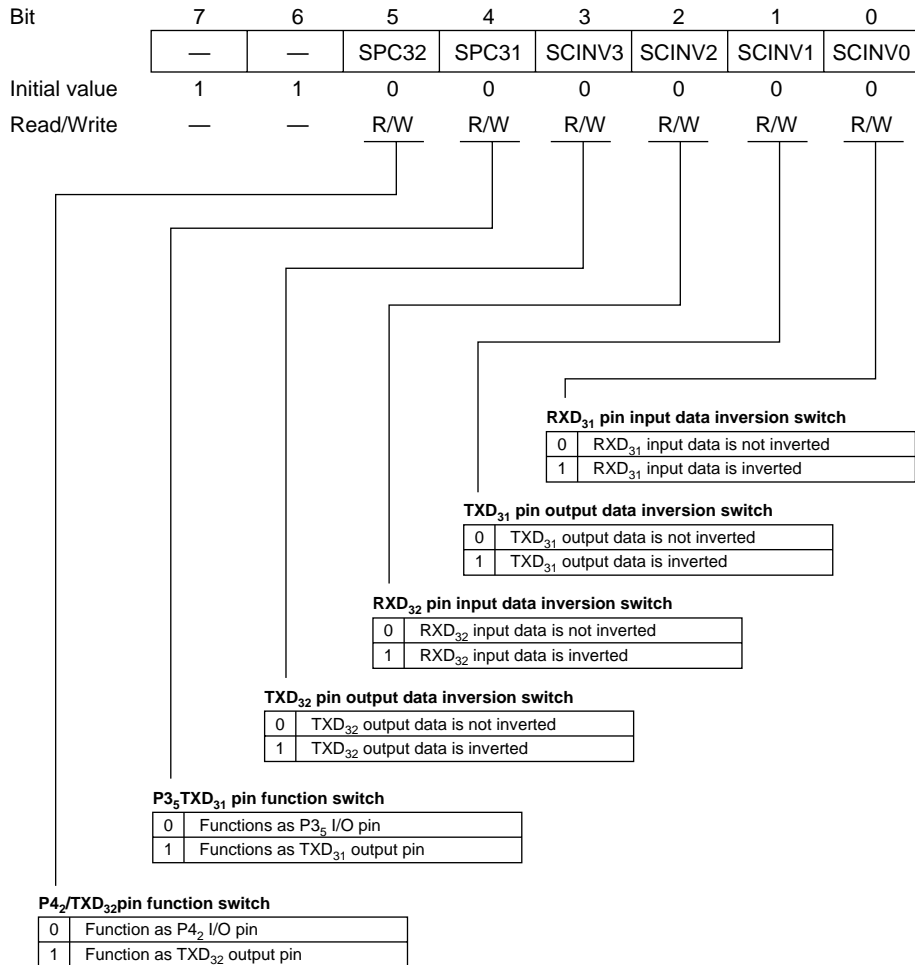 Bit 7 6 5 4 3 2 1 0
— — SPC32 SPC31 SCINV3 SCINV2 SCINV1 SCINV0
Initial value 1 1 0 0 0 0 0 0
Read/Write — — R/W R/W R/W R/W R/W R/W
RXD31 pin input data inversion switch
0 RXD31 input data is not inverted
1 RXD31 input data is inverted
TXD31 pin output data inversion switch
0 TXD31 output data is not inverted
1 TXD31 output data is inverted
RXD32 pin input data inversion switch
0 RXD32 input data is not inverted
1 RXD32 input data is inverted
TXD32 pin output data inversion switch
0 TXD32 output data is not inverted
1 TXD32 output data is inverted
P35TXD31 pin function switch
0 Functions as P35 I/O pin
1 Functions as TXD31 output pin
P42/TXD32pin function switch
0 Function as P42 I/O pin
1 Function as TXD32 output pin